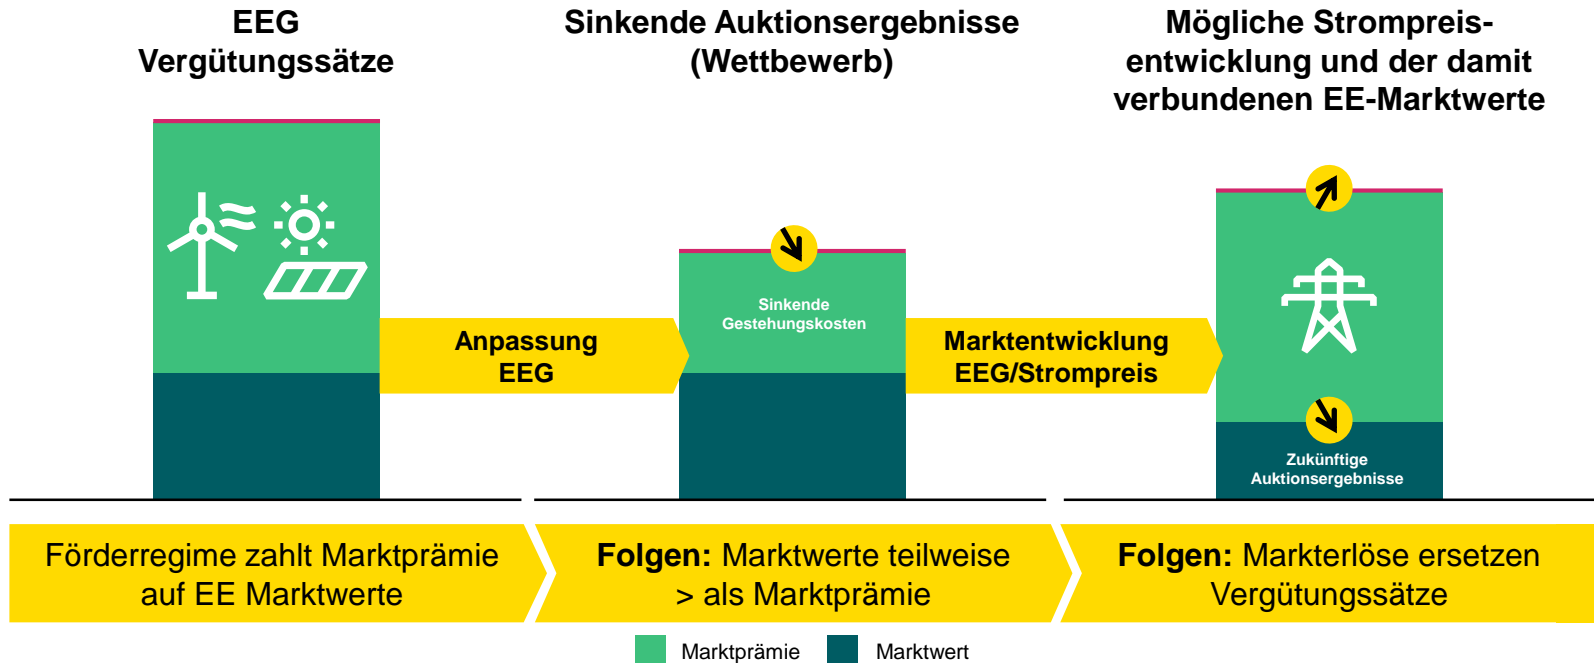 EEG
Vergütungssätze
Sinkende Auktionsergebnisse
(Wettbewerb)
Mögliche Strompreis-
entwicklung und der damit
verbundenen EE-Marktwerte
Sinkende
Gestehungskosten
Anpassung
EEG
Marktentwicklung
EEG/Strompreis
Zukünftige
Auktionsergebnisse
Förderregime zahlt Marktprämie
auf EE Marktwerte
Folgen: Marktwerte teilweise
> als Marktprämie
Folgen: Markterlöse ersetzen
Vergütungssätze
Marktprämie
Marktwert